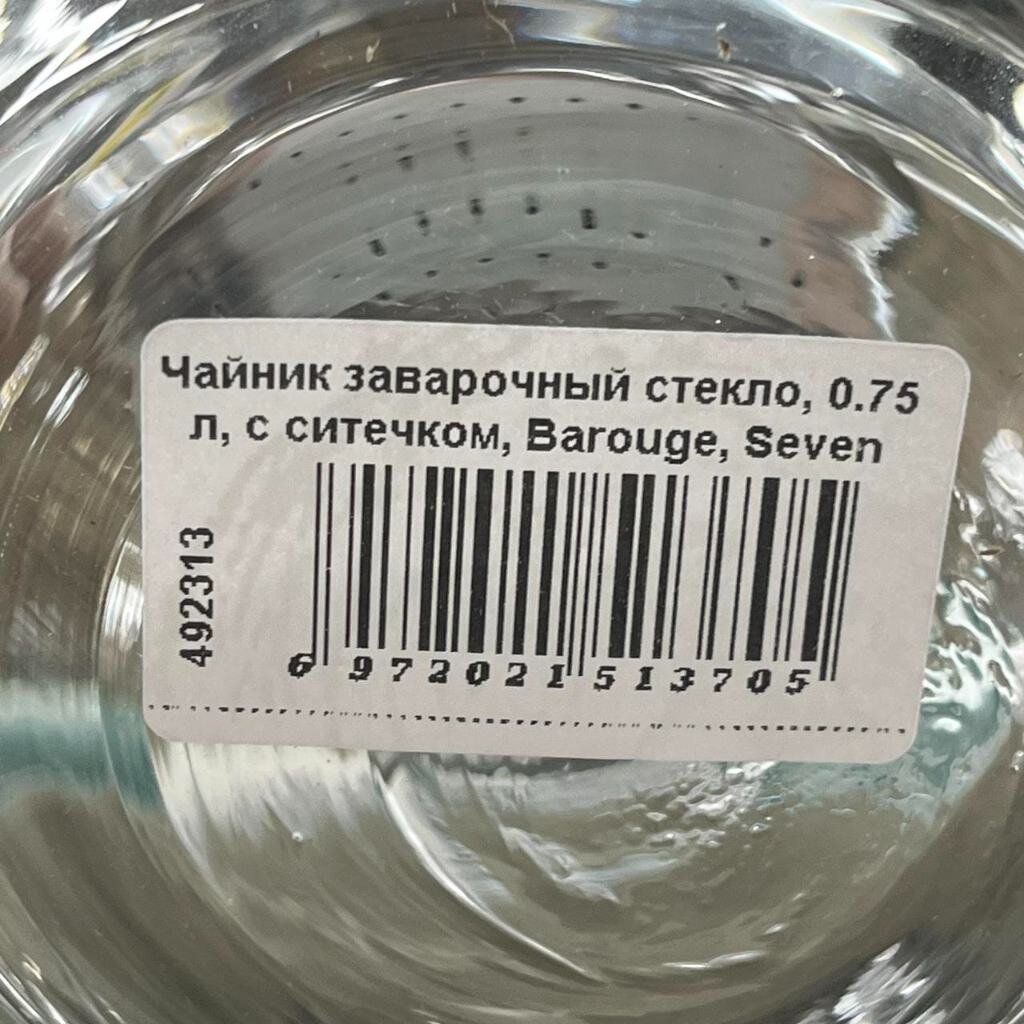 Чайник заварочный стекло, 0.75
л, с ситечком, Barouge, Seven
492313
6 972021 513705